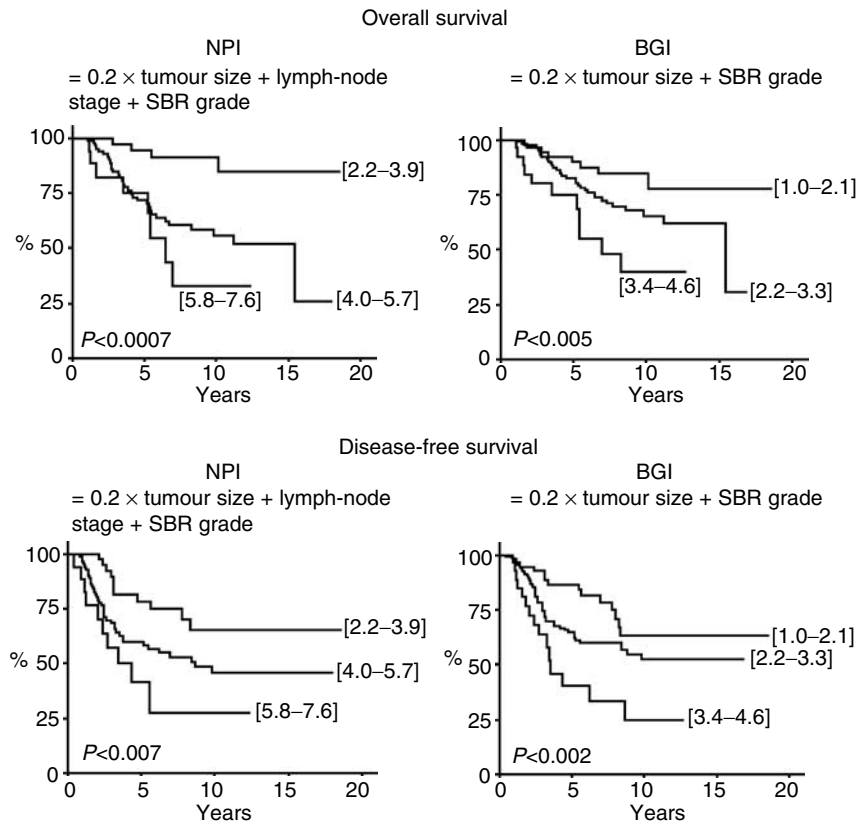 Overall survival
NPI
= 0.2 × tumour size + lymph-node
stage + SBR grade
100
75
%
50
25
0
[2.2–3.9]
[5.8–7.6]
[4.0–5.7]
P<0.0007
0 5 10 15 20
Years
BGI
= 0.2 × tumour size + SBR grade
100
75
%
50
25
0
[1.0–2.1]
[3.4–4.6]
[2.2–3.3]
P<0.005
0 5 10 15 20
Years
Disease-free survival
NPI
= 0.2 × tumour size + lymph-node
stage + SBR grade
100
75
%
50
25
0
[2.2–3.9]
[4.0–5.7]
[5.8–7.6]
P<0.007
0 5 10 15 20
Years
BGI
= 0.2 × tumour size + SBR grade
100
75
%
50
25
0
[1.0–2.1]
[2.2–3.3]
[3.4–4.6]
P<0.002
0 5 10 15 20
Years